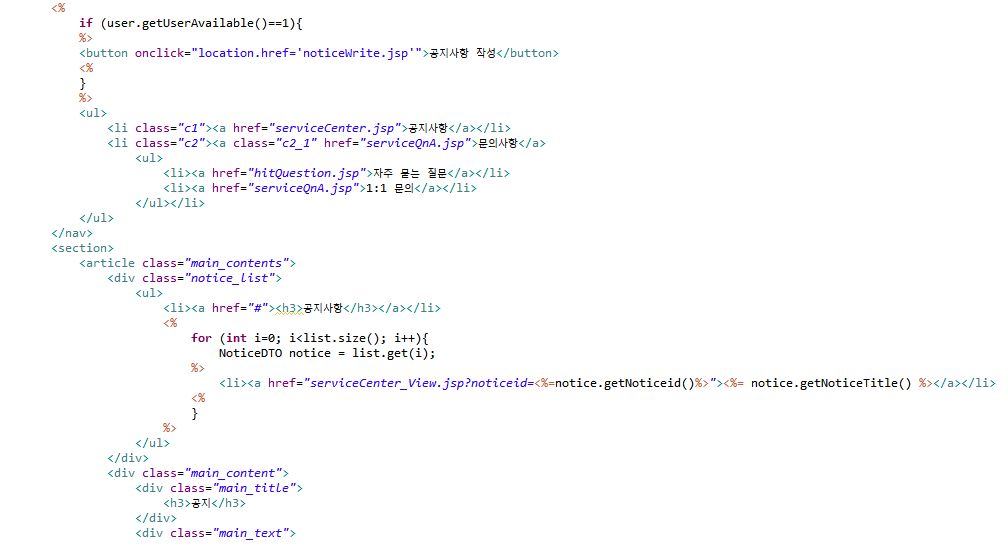 <%
if (user.getUserAvailable()==1){
%>
<button onclick="location.href='noticeWrite.jsp'">공지사항 작성</button>
<%
}
%>
<ul>
<li class="c1"><a href="serviceCenter.jsp">공지사항</a></li>
<li class="c2"><a class="c2_1" href="serviceQnA.jsp">문의사항</a>
<ul>
<li><a href="hitQuestion.jsp">자주 묻는 질문</a></li>
<li><a href="serviceQnA.jsp">1:1 문의</a></li>
</ul></li>
</ul>
</nav>
<section>
<article class="main_contents">
<div class="notice_list">
<ul>
<li><a href="#"><h3>공지사항</h3></a></li>
<%
for (int i=0; i<list.size(); i++){
NoticeDTO notice = list.get(i);
%>
<li><a href="serviceCenter_View.jsp?noticeid=<%=notice.getNoticeid()%>"><%= notice.getNoticeTitle() %></a></li>
<%
}
%>
</ul>
</div>
<div class="main_content">
<div class="main_title">
<h3>공지</h3>
</div>
<div class="main_text">